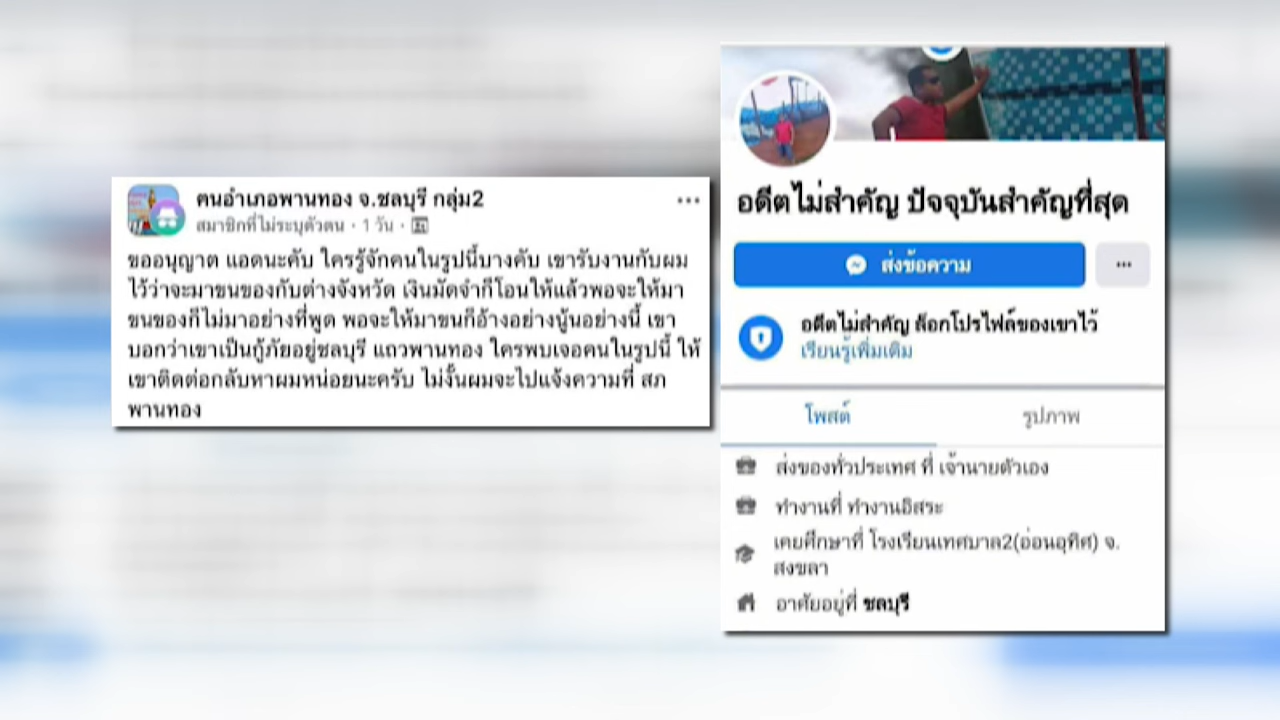 คนอำเภอพานทอง จ.ชลบุรี กลุ่ม2
สมาชิกที่ไม่ระบุตัวตน · 1 วัน ·
ขออนุญาต แอดนะคับ ใครรู้จักคนในรูปนี้บางคับ เขารับงานกับผม
ไว้ว่าจะมาขนของกับต่างจังหวัด เงินมัดจำก็โอนให้แล้วพอจะให้มา
ขนของก็ไม่มาอย่างที่พูด พอจะให้มาขนก็อ้างอย่างนู้นอย่างนี้ เขา
บอกว่าเขาเป็นกู้ภัยอยู่ชลบุรี แถวพานทอง ใครพบเจอคนในรูปนี้ ให้
เขาติดต่อกลับหาผมหน่อยนะครับ ไม่งั้นผมจะไปแจ้งความที่ สภ
พานทอง
อดีตไม่สำคัญ ปัจจุบันสำคัญที่สุด
ส่งข้อความ
อดีตไม่สำคัญ ล็อกโปรไฟล์ของเขาไว้
เรียนรู้เพิ่มเติม
โพสต์ รูปภาพ
ส่งของทั่วประเทศ ที่ เจ้านายตัวเอง
ทำงานที่ ทำงานอิสระ
เคยศึกษาที่ โรงเรียนเทศบาล2(อ่อนอุทิศ) จ.
สงขลา
อาศัยอยู่ที่ ชลบุรี